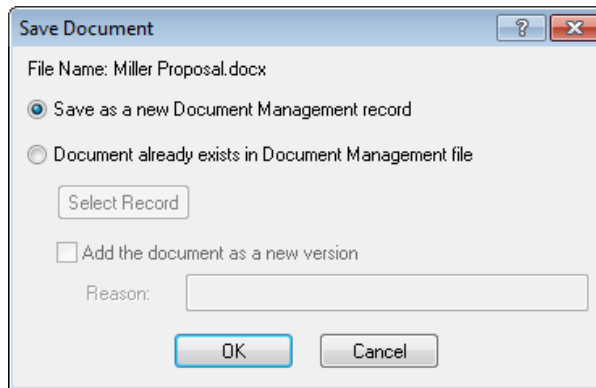 Save Document
File Name: Miller Proposal.docx
Save as a new Document Management record
Document already exists in Document Management file
Select Record
Add the document as a new version
Reason:
OK Cancel